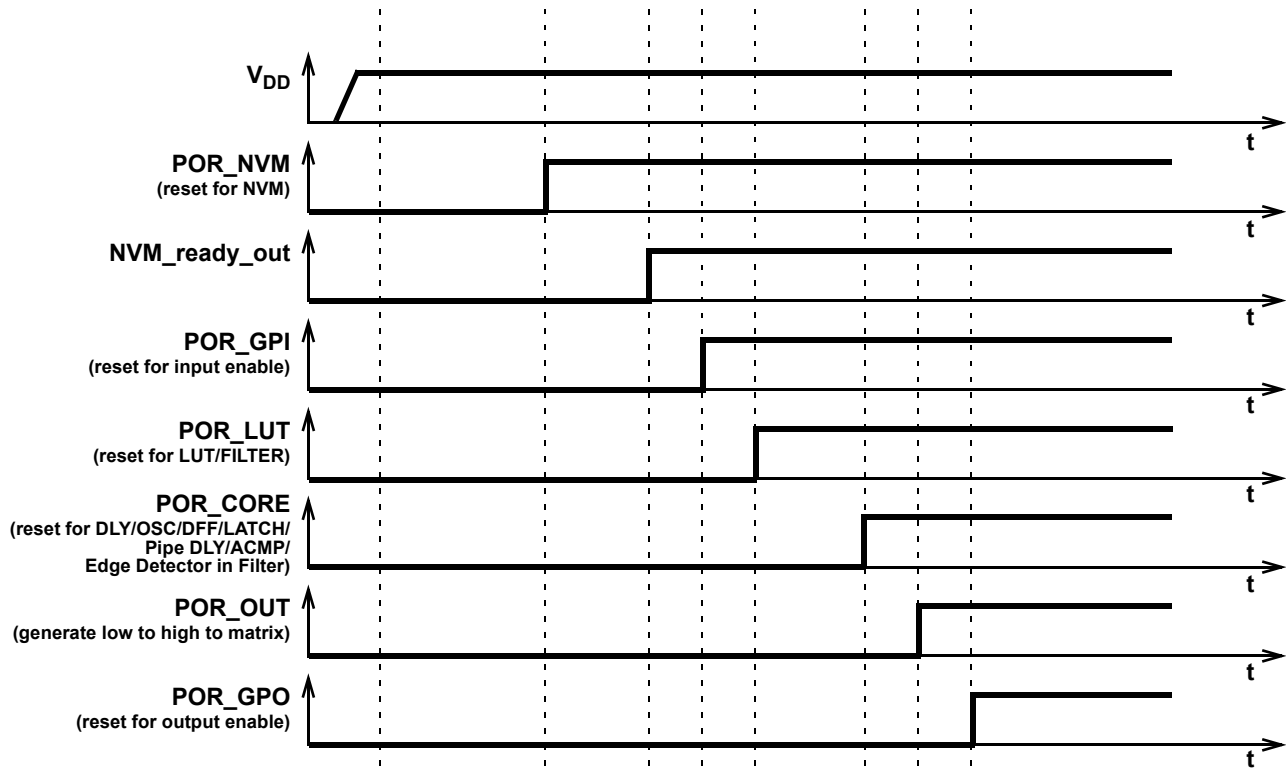 VDD
t
POR_NVM
(reset for NVM)
t
NVM_ready_out
t
POR_GPI
(reset for input enable)
t
POR_LUT
(reset for LUT/FILTER)
t
POR_CORE
(reset for DLY/OSC/DFF/LATCH/
Pipe DLY/ACMP/
Edge Detector in Filter)
t
POR_OUT
(generate low to high to matrix)
t
POR_GPO
(reset for output enable)
t